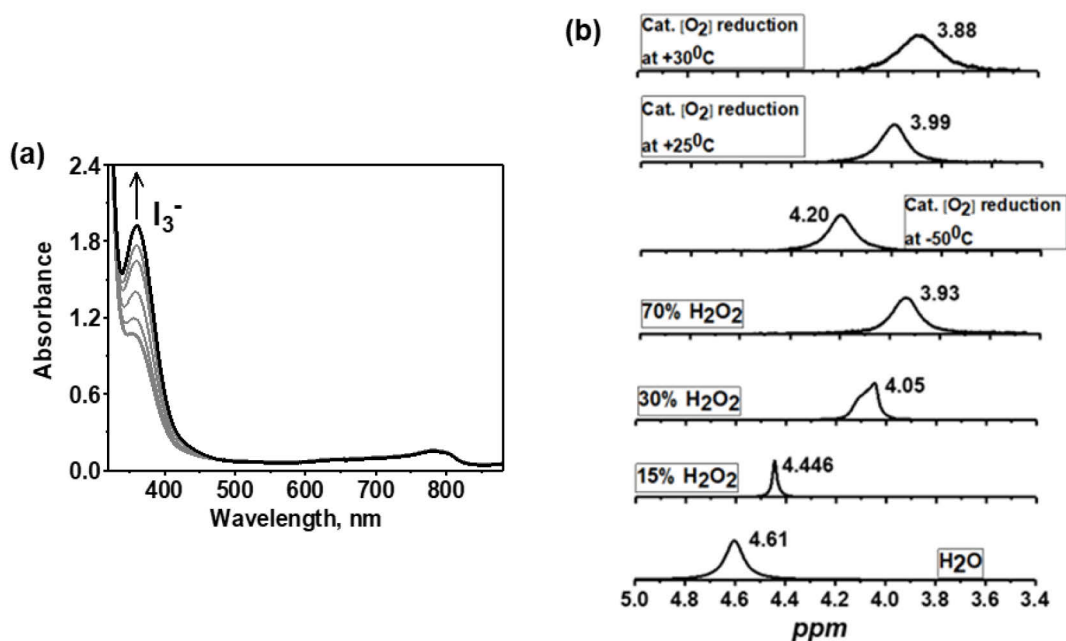 (a)
2.4
1.8
1.2
0.6
0.0
Absorbance
I₃⁻
400 500 600 700 800
Wavelength, nm
(b)
Cat. [O₂] reduction
at +30⁰C
3.88
Cat. [O₂] reduction
at +25⁰C
3.99
4.20
Cat. [O₂] reduction
at -50⁰C
70% H₂O₂
3.93
30% H₂O₂
4.05
15% H₂O₂
4.446
4.61
H₂O
5.0 4.8 4.6 4.4 4.2 4.0 3.8 3.6 3.4
ppm